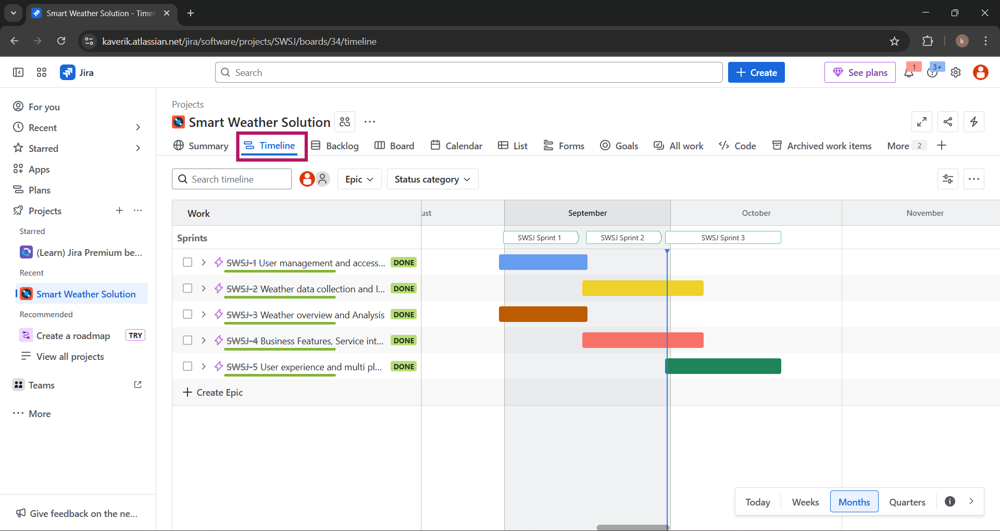 Smart Weather Solution - Timel
kaverik.atlassian.net/jira/software/projects/SWSJ/boards/34/timeline
k
Jira
Search
Create
See plans
1
3+
For you
Recent
Starred
Apps
Plans
Projects
Starred
(Learn) Jira Premium be...
Recent
Smart Weather Solution
Recommended
Create a roadmap TRY
View all projects
Teams
More
Give feedback on the ne...
Projects
Smart Weather Solution
Summary Timeline Backlog Board Calendar List Forms Goals All work Code Archived work items More 2
Search timeline
Epic
Status category
Work ust September October November
Sprints SWSJ Sprint 1 SWSJ Sprint 2 SWSJ Sprint 3
SWSJ-1 User management and access... DONE
SWSJ-2 Weather data collection and I... DONE
SWSJ-3 Weather overview and Analysis DONE
SWSJ-4 Business Features, Service int... DONE
SWSJ-5 User experience and multi pl... DONE
Create Epic
Today Weeks Months Quarters